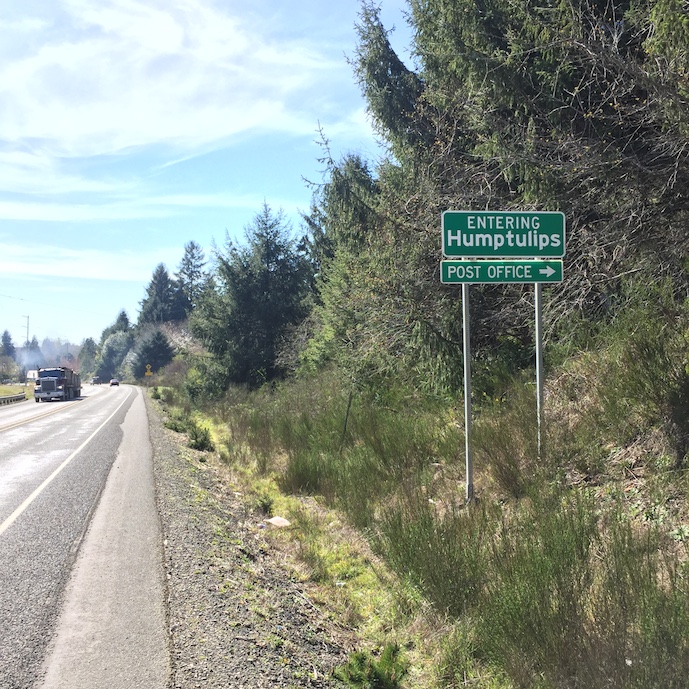 ENTERING
Humptulips
POST OFFICE →